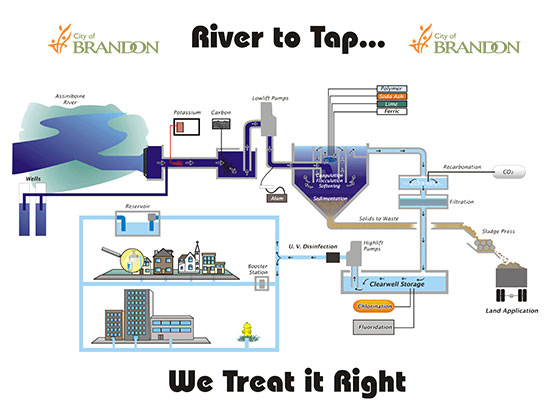 City of
BRANDON
River to Tap...
City of
BRANDON
Assiniboine
River
Potassium
Carbon
Lowlift Pumps
Polymer
Soda Ash
Lime
Ferric
Coagulation
Flocculation
Softening
Sedimentation
Recarbonation
CO2
Wells
Alum
Filtration
Reservoir
Solids to Waste
Sludge Press
U. V. Disinfection
Highlift
Pumps
Booster
Station
Clearwell Storage
Land Application
Chlorination
Fluoridation
We Treat it Right